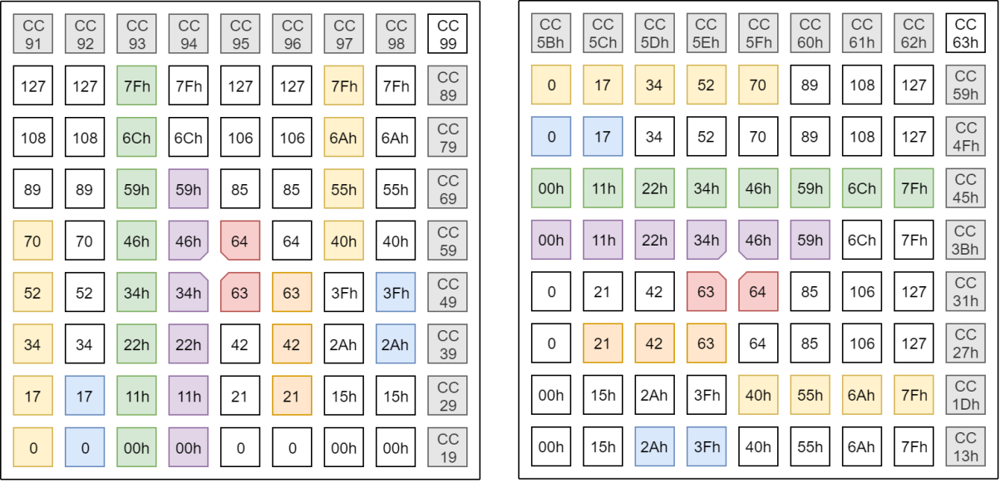 CC 91 CC 92 CC 93 CC 94 CC 95 CC 96 CC 97 CC 98 CC 99
127 127 7Fh 7Fh 127 127 7Fh 7Fh CC 89
108 108 6Ch 6Ch 106 106 6Ah 6Ah CC 79
89 89 59h 59h 85 85 55h 55h CC 69
70 70 46h 46h 64 64 40h 40h CC 59
52 52 34h 34h 63 63 3Fh 3Fh CC 49
34 34 22h 22h 42 42 2Ah 2Ah CC 39
17 17 11h 11h 21 21 15h 15h CC 29
0 0 00h 00h 0 0 00h 00h CC 19
CC 5Bh CC 5Ch CC 5Dh CC 5Eh CC 5Fh CC 60h CC 61h CC 62h CC 63h
0 17 34 52 70 89 108 127 CC 59h
0 17 34 52 70 89 108 127 CC 4Fh
00h 11h 22h 34h 46h 59h 6Ch 7Fh CC 45h
00h 11h 22h 34h 46h 59h 6Ch 7Fh CC 3Bh
0 21 42 63 64 85 106 127 CC 31h
0 21 42 63 64 85 106 127 CC 27h
00h 15h 2Ah 3Fh 40h 55h 6Ah 7Fh CC 1Dh
00h 15h 2Ah 3Fh 40h 55h 6Ah 7Fh CC 13h